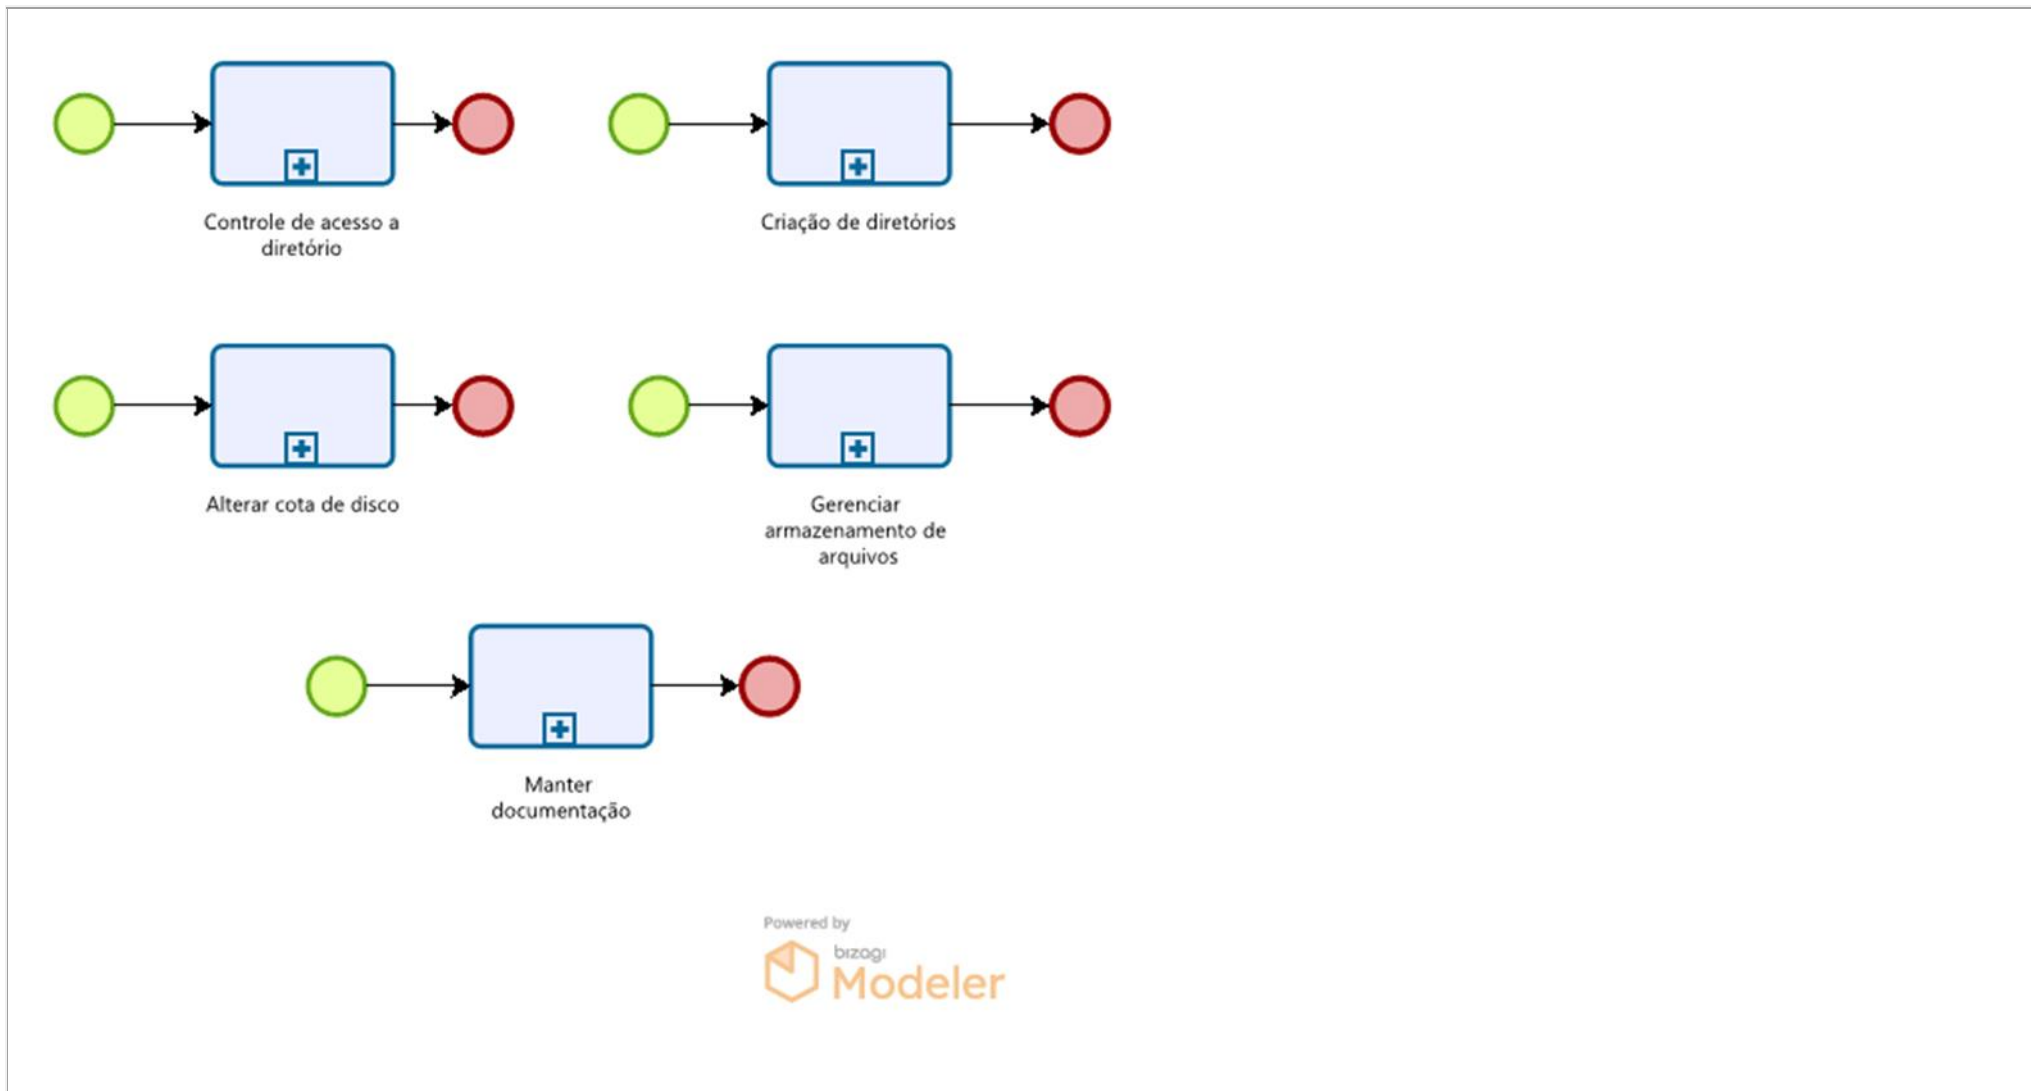 Controle de acesso a
diretório
Criação de diretórios
Alterar cota de disco
Gerenciar
armazenamento de
arquivos
Manter
documentação
Powered by
bizagi
Modeler